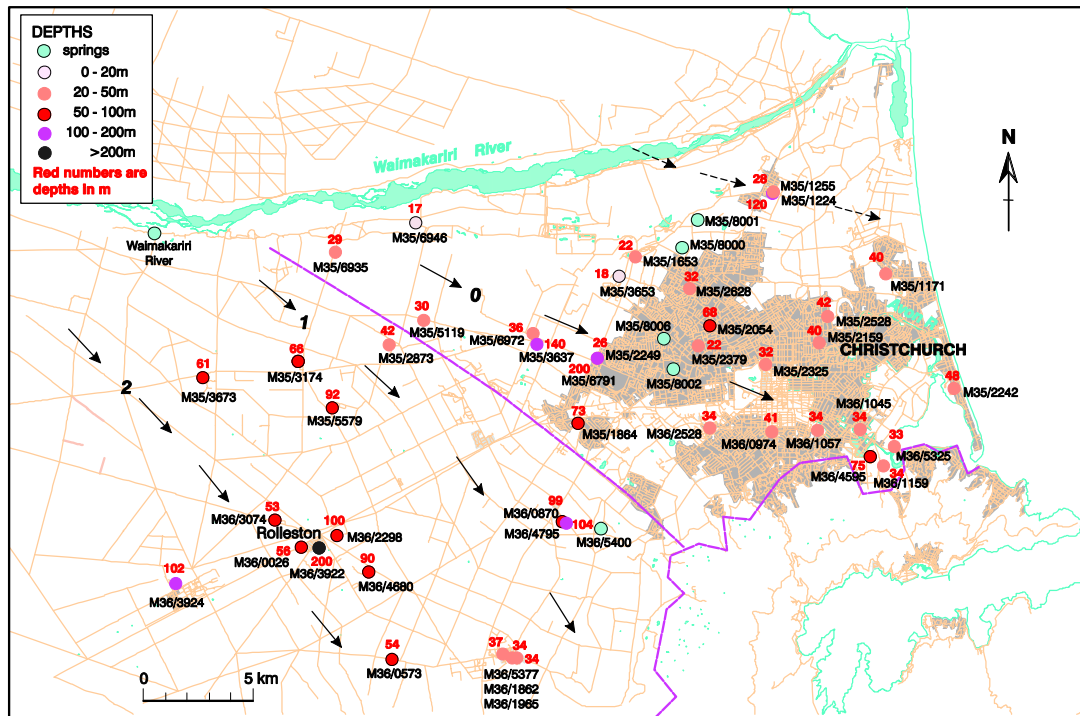 DEPTHS
springs
0 - 20m
20 - 50m
50 - 100m
100 - 200m
>200m
Red numbers are
depths in m
Waimakariri River
N
Waimakariri
River
17
M35/6946
29
M35/6935
28
M35/1255
120
M35/1224
M35/8001
M35/8000
22
M35/1653
18
M35/3653
32
M35/2628
40
M35/1171
0
1
2
30
M35/5119
42
M35/2873
36
M35/6972
140
M35/3637
26
M35/2249
200
M35/6791
M35/8006
68
M35/2054
22
M35/2379
M35/8002
32
M35/2325
42
M35/2528
40
M35/2159
CHRISTCHURCH
48
M35/2242
61
M35/3673
66
M35/3174
92
M35/5579
73
M35/1864
34
M36/2528
41
M36/0974
34
M36/1057
M36/1045
34
33
M36/5325
75
M36/4595
34
M36/1159
53
M36/3074
Rolleston
100
M36/2298
56
M36/0026
200
M36/3922
90
M36/4680
102
M36/3924
99
M36/0870
104
M36/4795
M36/5400
54
M36/0573
37
34
34
M36/5377
M36/1862
M36/1965
0
5 km